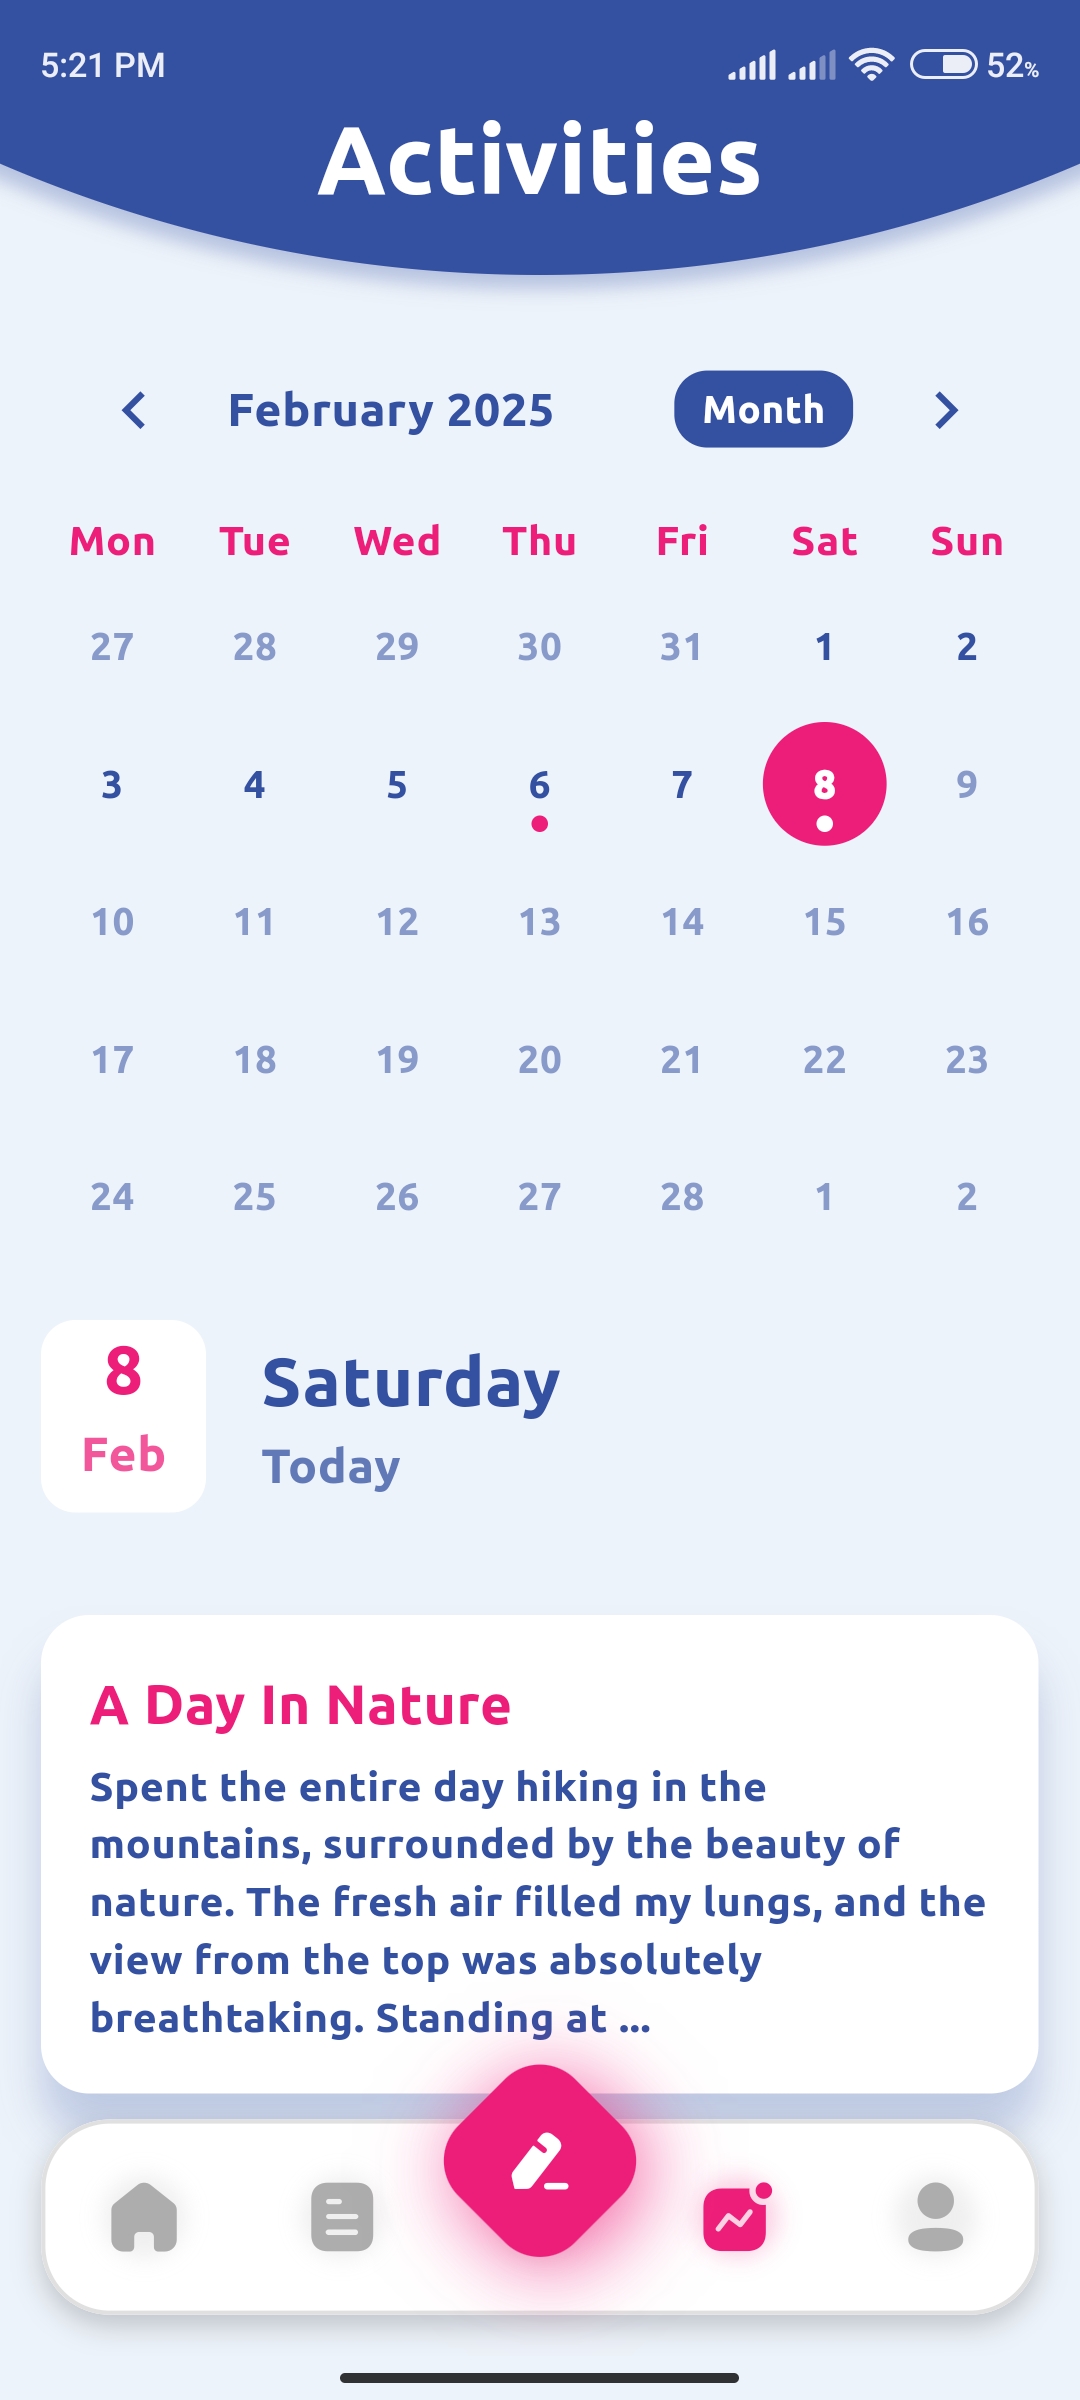 5:21 PM 52%
Activities
February 2025 Month
Mon Tue Wed Thu Fri Sat Sun
27 28 29 30 31 1 2
3 4 5 6 7 8 9
10 11 12 13 14 15 16
17 18 19 20 21 22 23
24 25 26 27 28 1 2
8
Feb
Saturday
Today
A Day In Nature
Spent the entire day hiking in the
mountains, surrounded by the beauty of
nature. The fresh air filled my lungs, and the
view from the top was absolutely
breathtaking. Standing at ...